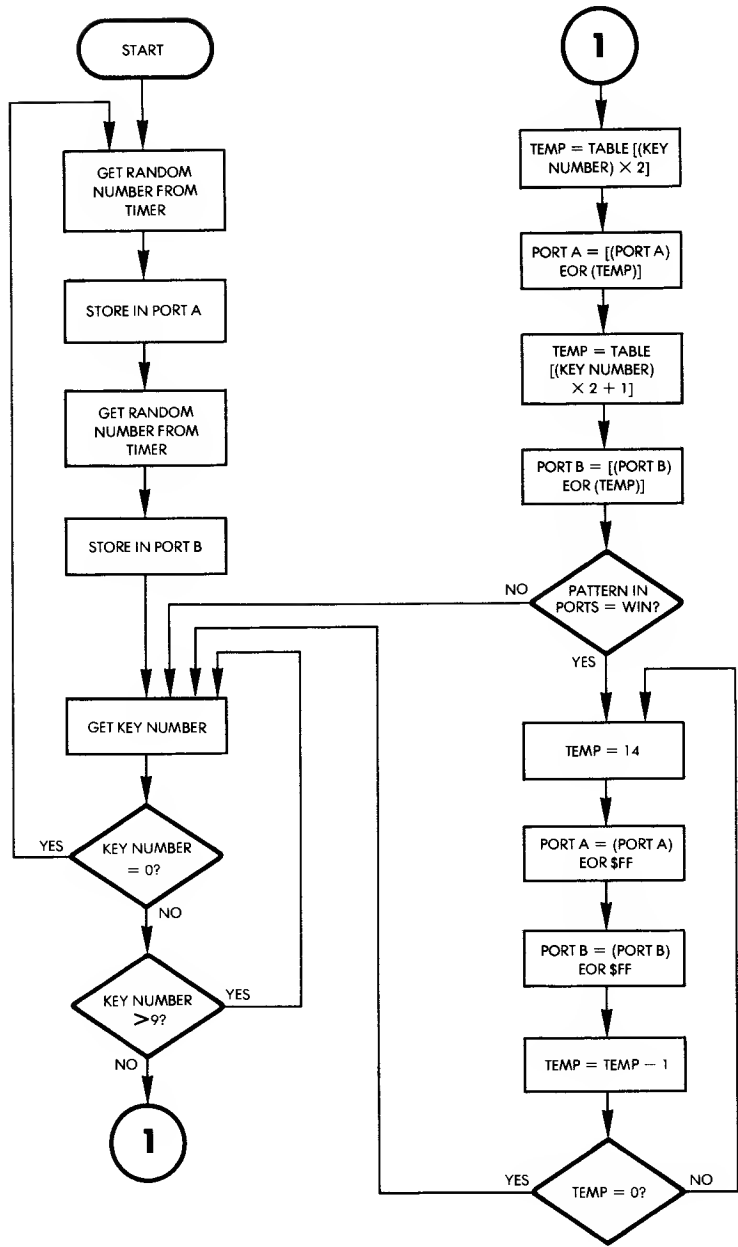 START
GET RANDOM
NUMBER FROM
TIMER
STORE IN PORT A
GET RANDOM
NUMBER FROM
TIMER
STORE IN PORT B
GET KEY NUMBER
KEY NUMBER
= 0?
YES
NO
KEY NUMBER
>9?
YES
NO
1
1
TEMP = TABLE [(KEY
NUMBER) × 2]
PORT A = [(PORT A)
EOR (TEMP)]
TEMP = TABLE
[(KEY NUMBER)
× 2 + 1]
PORT B = [(PORT B)
EOR (TEMP)]
PATTERN IN
PORTS = WIN?
NO
YES
TEMP = 14
PORT A = (PORT A)
EOR $FF
PORT B = (PORT B)
EOR $FF
TEMP = TEMP − 1
TEMP = 0?
YES
NO